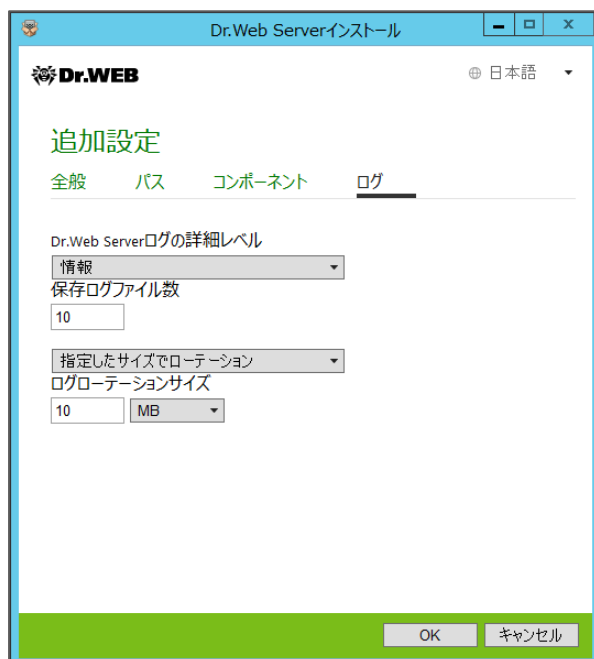 Dr.Web Serverインストール
Dr.WEB
日本語
追加設定
全般 パス コンポーネント ログ
Dr.Web Serverログの詳細レベル
情報
保存ログファイル数
10
指定したサイズでローテーション
ログローテーションサイズ
10 MB
OK キャンセル